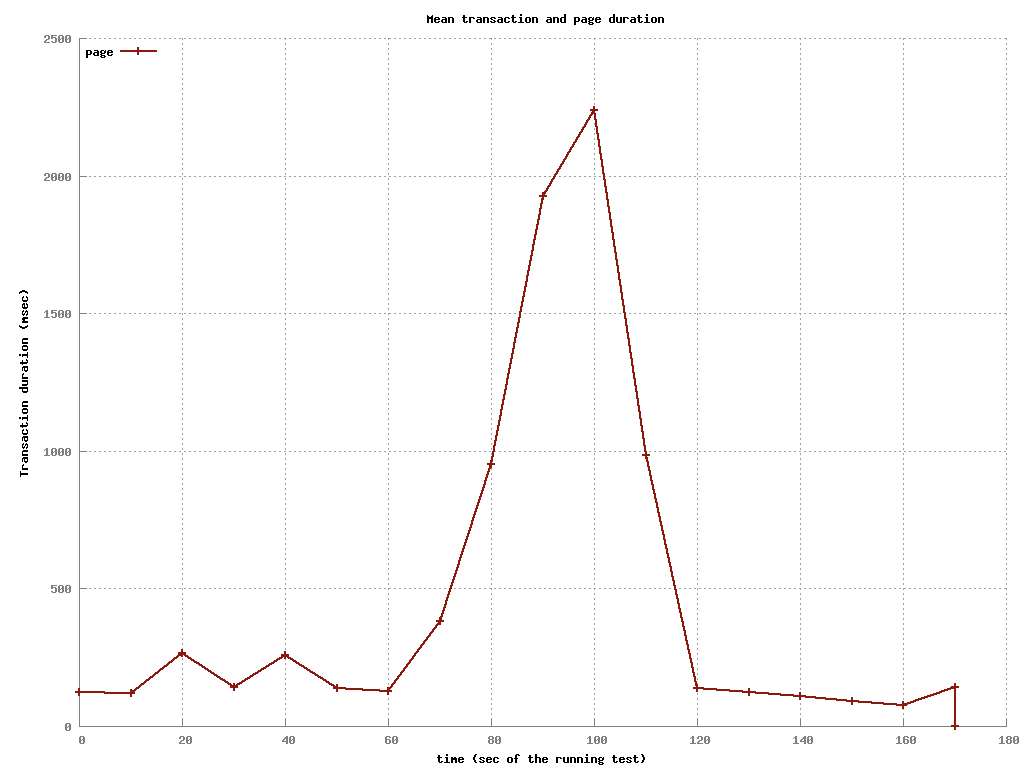 Mean transaction and page duration
page
2500
2000
1500
1000
500
0
Transaction duration (msec)
0 20 40 60 80 100 120 140 160 180
time (sec of the running test)